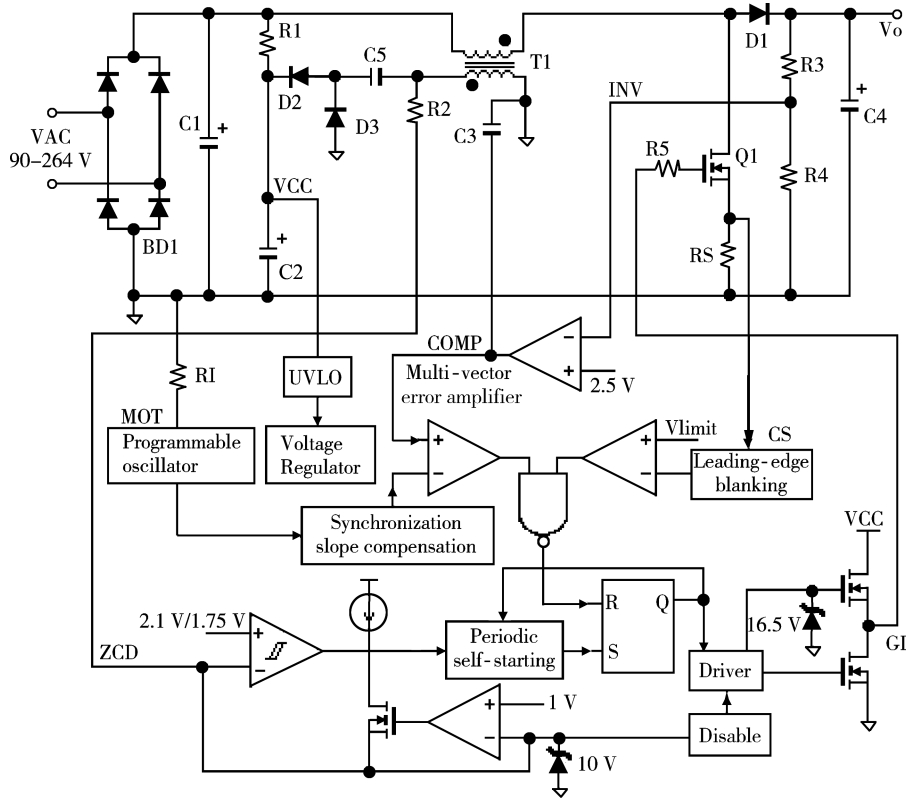 R1
T1
D1
Vo
C5
R3
INV
D2
R2
D3
C3
C4
VAC
90–264 V
C1
R5
Q1
R4
VCC
BD1
C2
RS
COMP
Multi-vector
error amplifier
2.5 V
RI
UVLO
MOT
Programmable
oscillator
Voltage
Regulator
Vlimit
CS
Leading-edge
blanking
Synchronization
slope compensation
VCC
2.1 V/1.75 V
R
Q
16.5 V
Periodic
self-starting
GI
ZCD
S
Driver
1 V
Disable
10 V